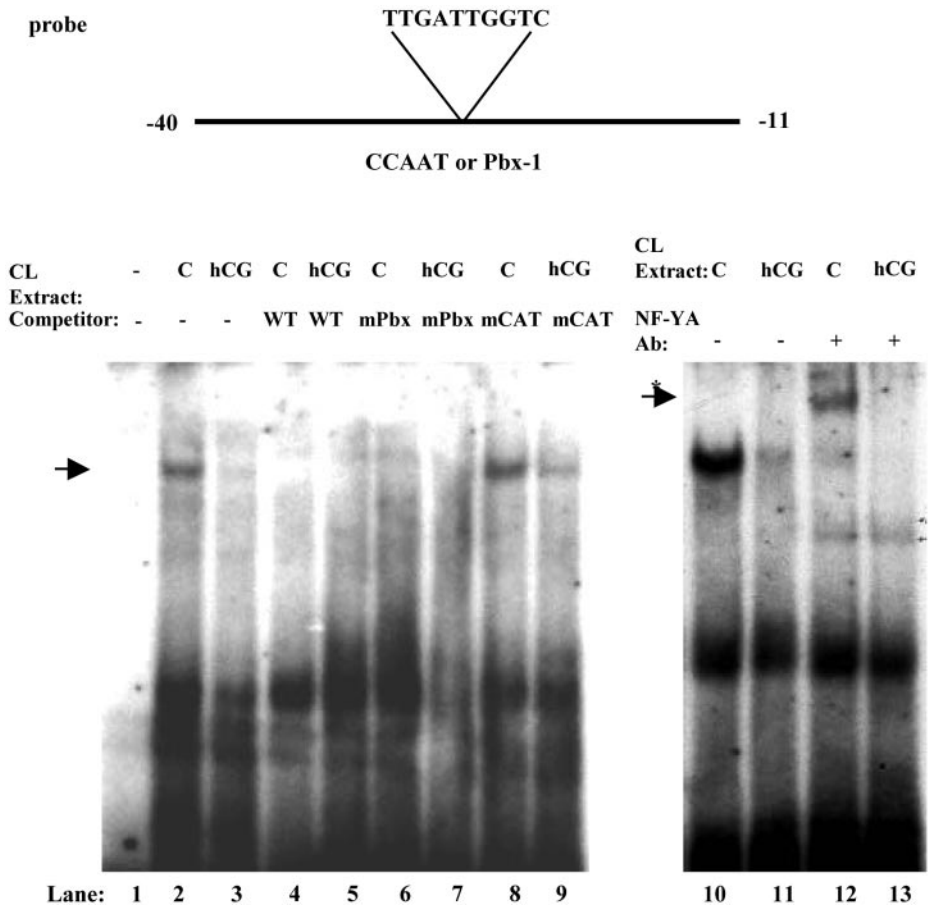 probe
TTGATTGGTC
-40 -11
CCAAT or Pbx-1
CL - C hCG C hCG C hCG C hCG
Extract:
Competitor: - - - WT WT mPbx mPbx mCAT mCAT
CL
Extract: C hCG C hCG
NF-YA
Ab: - - + +
*
Lane: 1 2 3 4 5 6 7 8 9 10 11 12 13